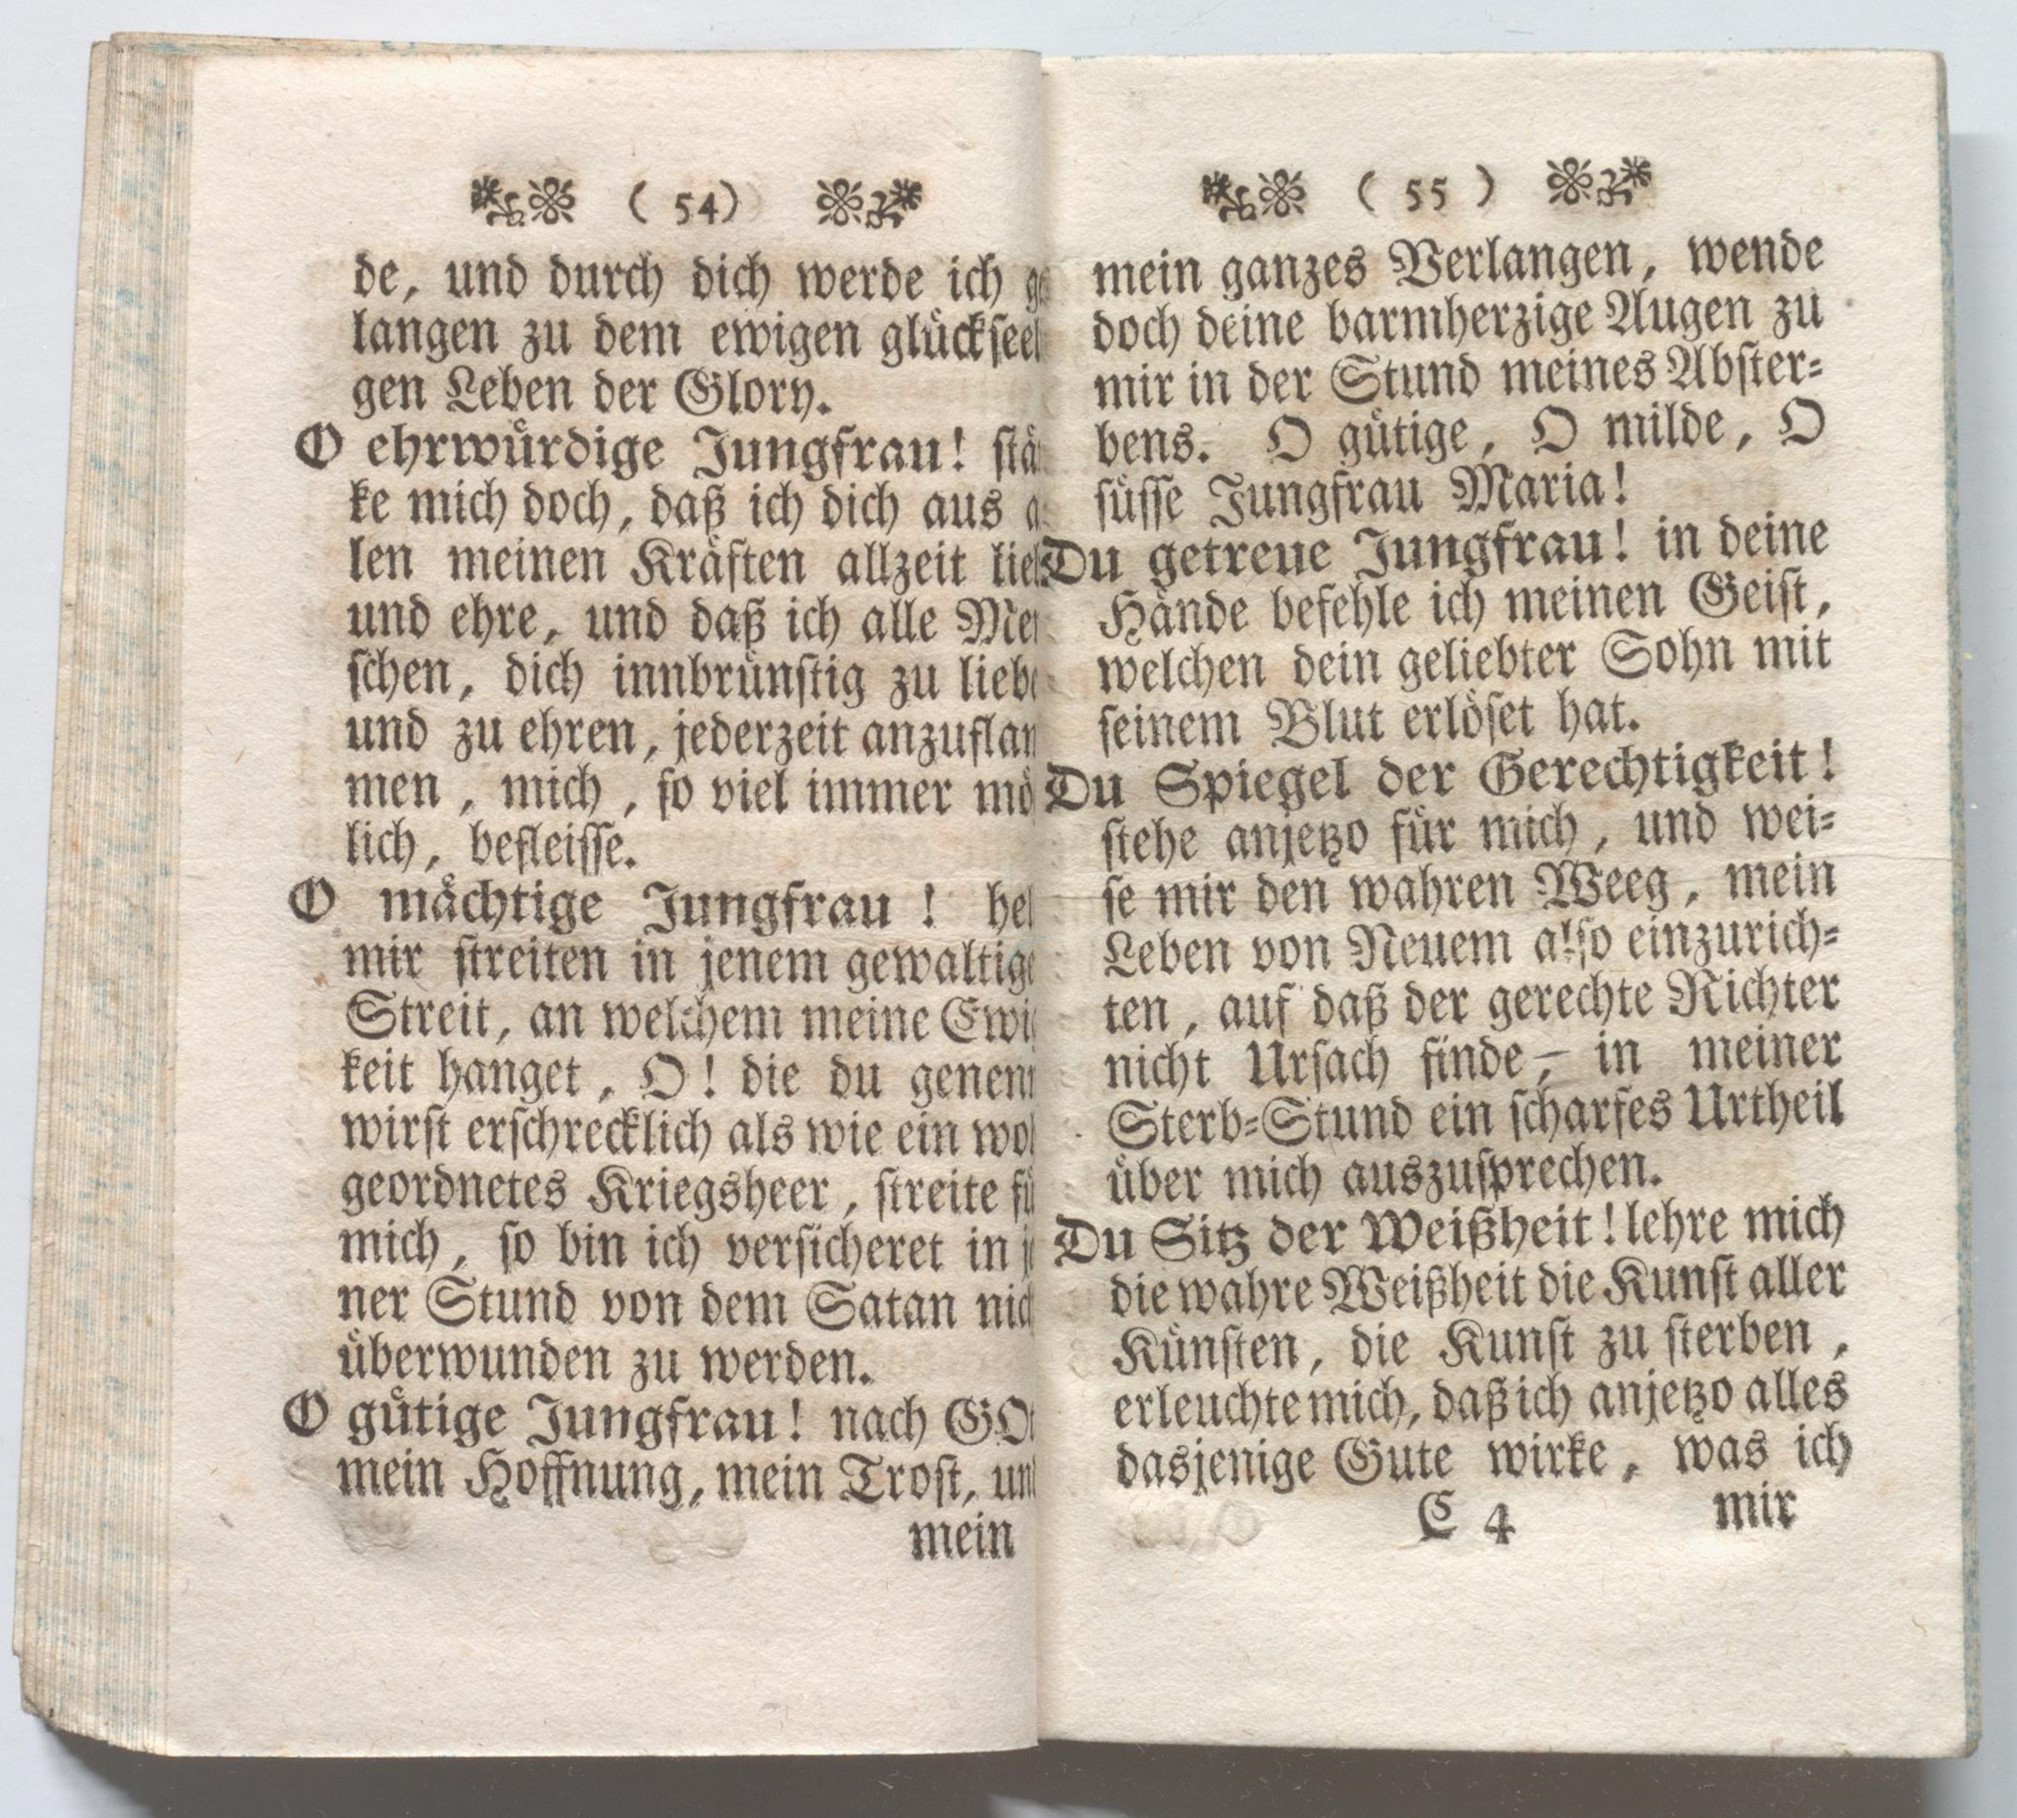 ( 54 )
de, und durch dich werde ich
langen zu dem ewigen glückseel
gen Leben der Glory.
O ehrwürdige Jungfrau! stä
ke mich doch, daß ich dich aus
len meinen Kräften allzeit lieb
und ehre, und daß ich alle Me
schen, dich innbrünstig zu lieb
und zu ehren, jederzeit anzuflam
men, mich, so viel immer mö
lich, befleisse.
O mächtige Jungfrau! hel
mir streiten in jenem gewaltig
Streit, an welchem meine Ewi
keit hanget, O! die du genen
wirst erschrecklich als wie ein wo
geordnetes Kriegsheer, streite fü
mich, so bin ich versicheret in j
ner Stund von dem Satan nic
überwunden zu werden.
O gütige Jungfrau! nach GO
mein Hoffnung, mein Trost, un
mein
( 55 )
mein ganzes Verlangen, wende
doch deine barmherzige Augen zu
mir in der Stund meines Abster-
bens. O gütige, O milde, O
süsse Jungfrau Maria!
Du getreue Jungfrau! in deine
Hände befehle ich meinen Geist,
welchen dein geliebter Sohn mit
seinem Blut erlöset hat.
Du Spiegel der Gerechtigkeit!
stehe anjetzo für mich, und wei-
se mir den wahren Weeg, mein
Leben von Neuem also einzurich-
ten, auf daß der gerechte Richter
nicht Ursach finde, in meiner
Sterb-Stund ein scharfes Urtheil
über mich auszusprechen.
Du Sitz der Weißheit! lehre mich
die wahre Weißheit die Kunst aller
Künsten, die Kunst zu sterben,
erleuchte mich, daß ich anjetzo alles
dasjenige Gute wirke, was ich
C 4 mir